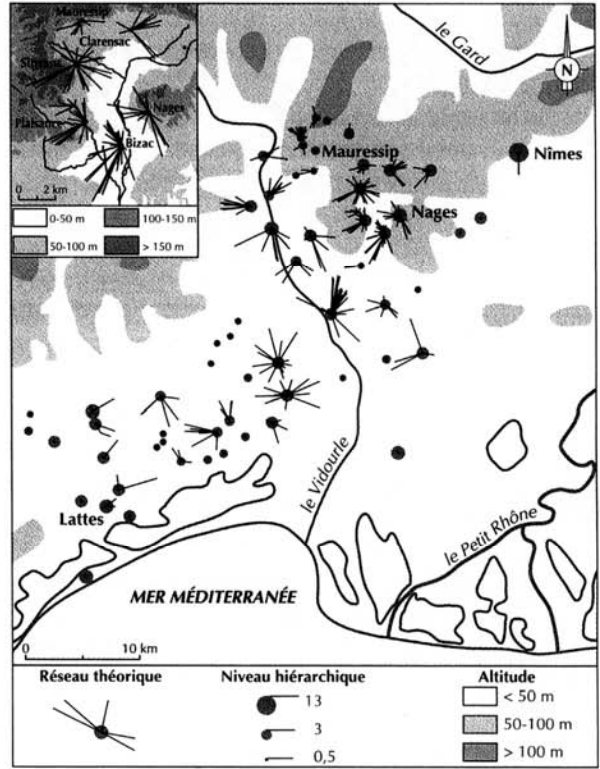 Mauressip
Clarensac
Nages
Plaisance
Bizac
0 2 km
0-50 m
100-150 m
50-100 m
> 150 m
le Gard
N
Mauressip
Nîmes
Nages
le Vidourle
Lattes
le Petit Rhône
MER MÉDITERRANÉE
0 10 km
Réseau théorique
Niveau hiérarchique
13
3
0,5
Altitude
< 50 m
50-100 m
> 100 m